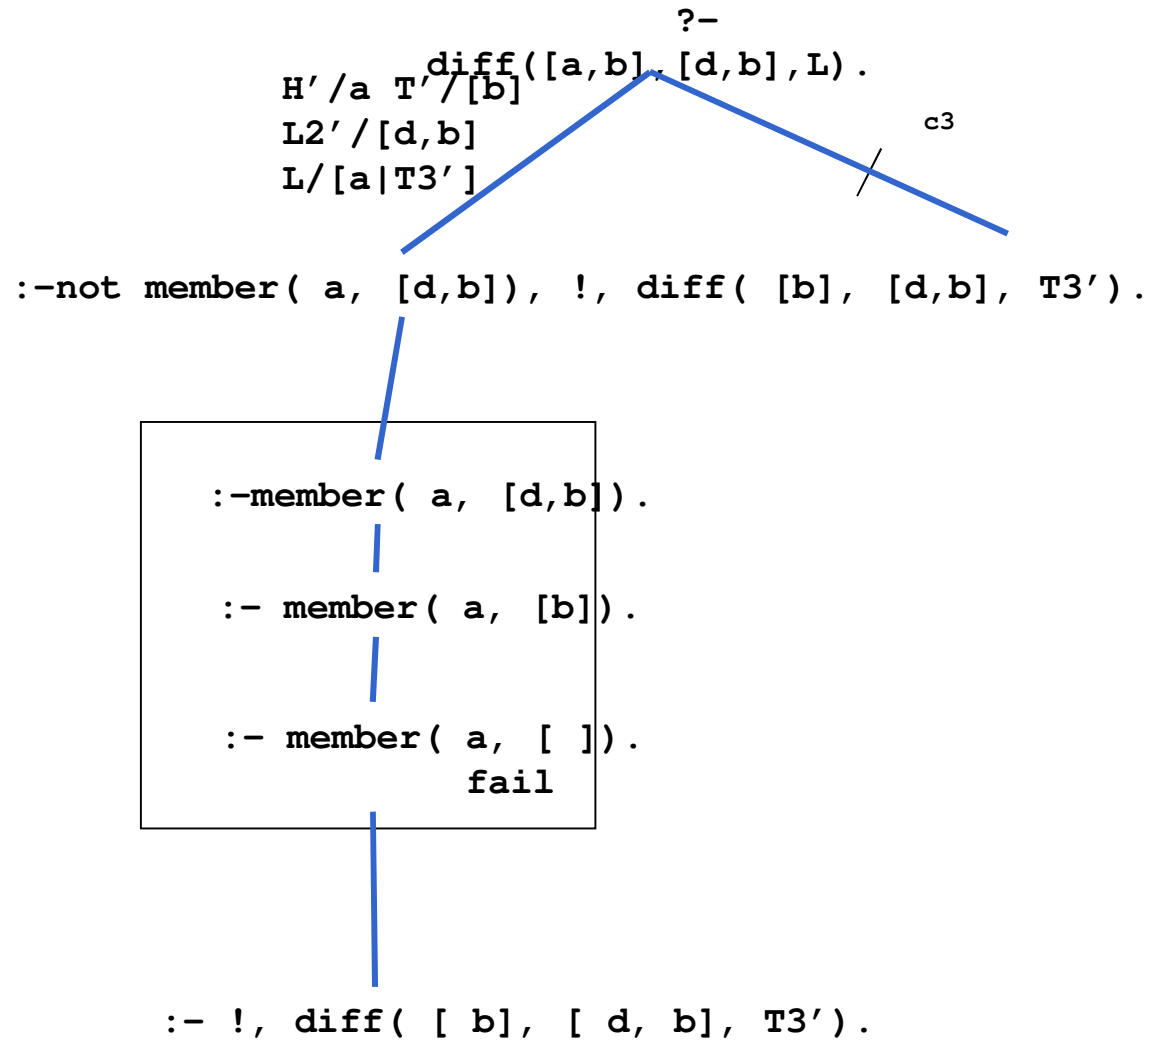 ?–
diff([a,b],[d,b],L).
H’/a T’/[b]
L2’/[d,b]
L/[a|T3’]
c3
:–not member( a, [d,b]), !, diff( [b], [d,b], T3’).
:–member( a, [d,b]).
:– member( a, [b]).
:– member( a, [ ]).
fail
:– !, diff( [ b], [ d, b], T3’).